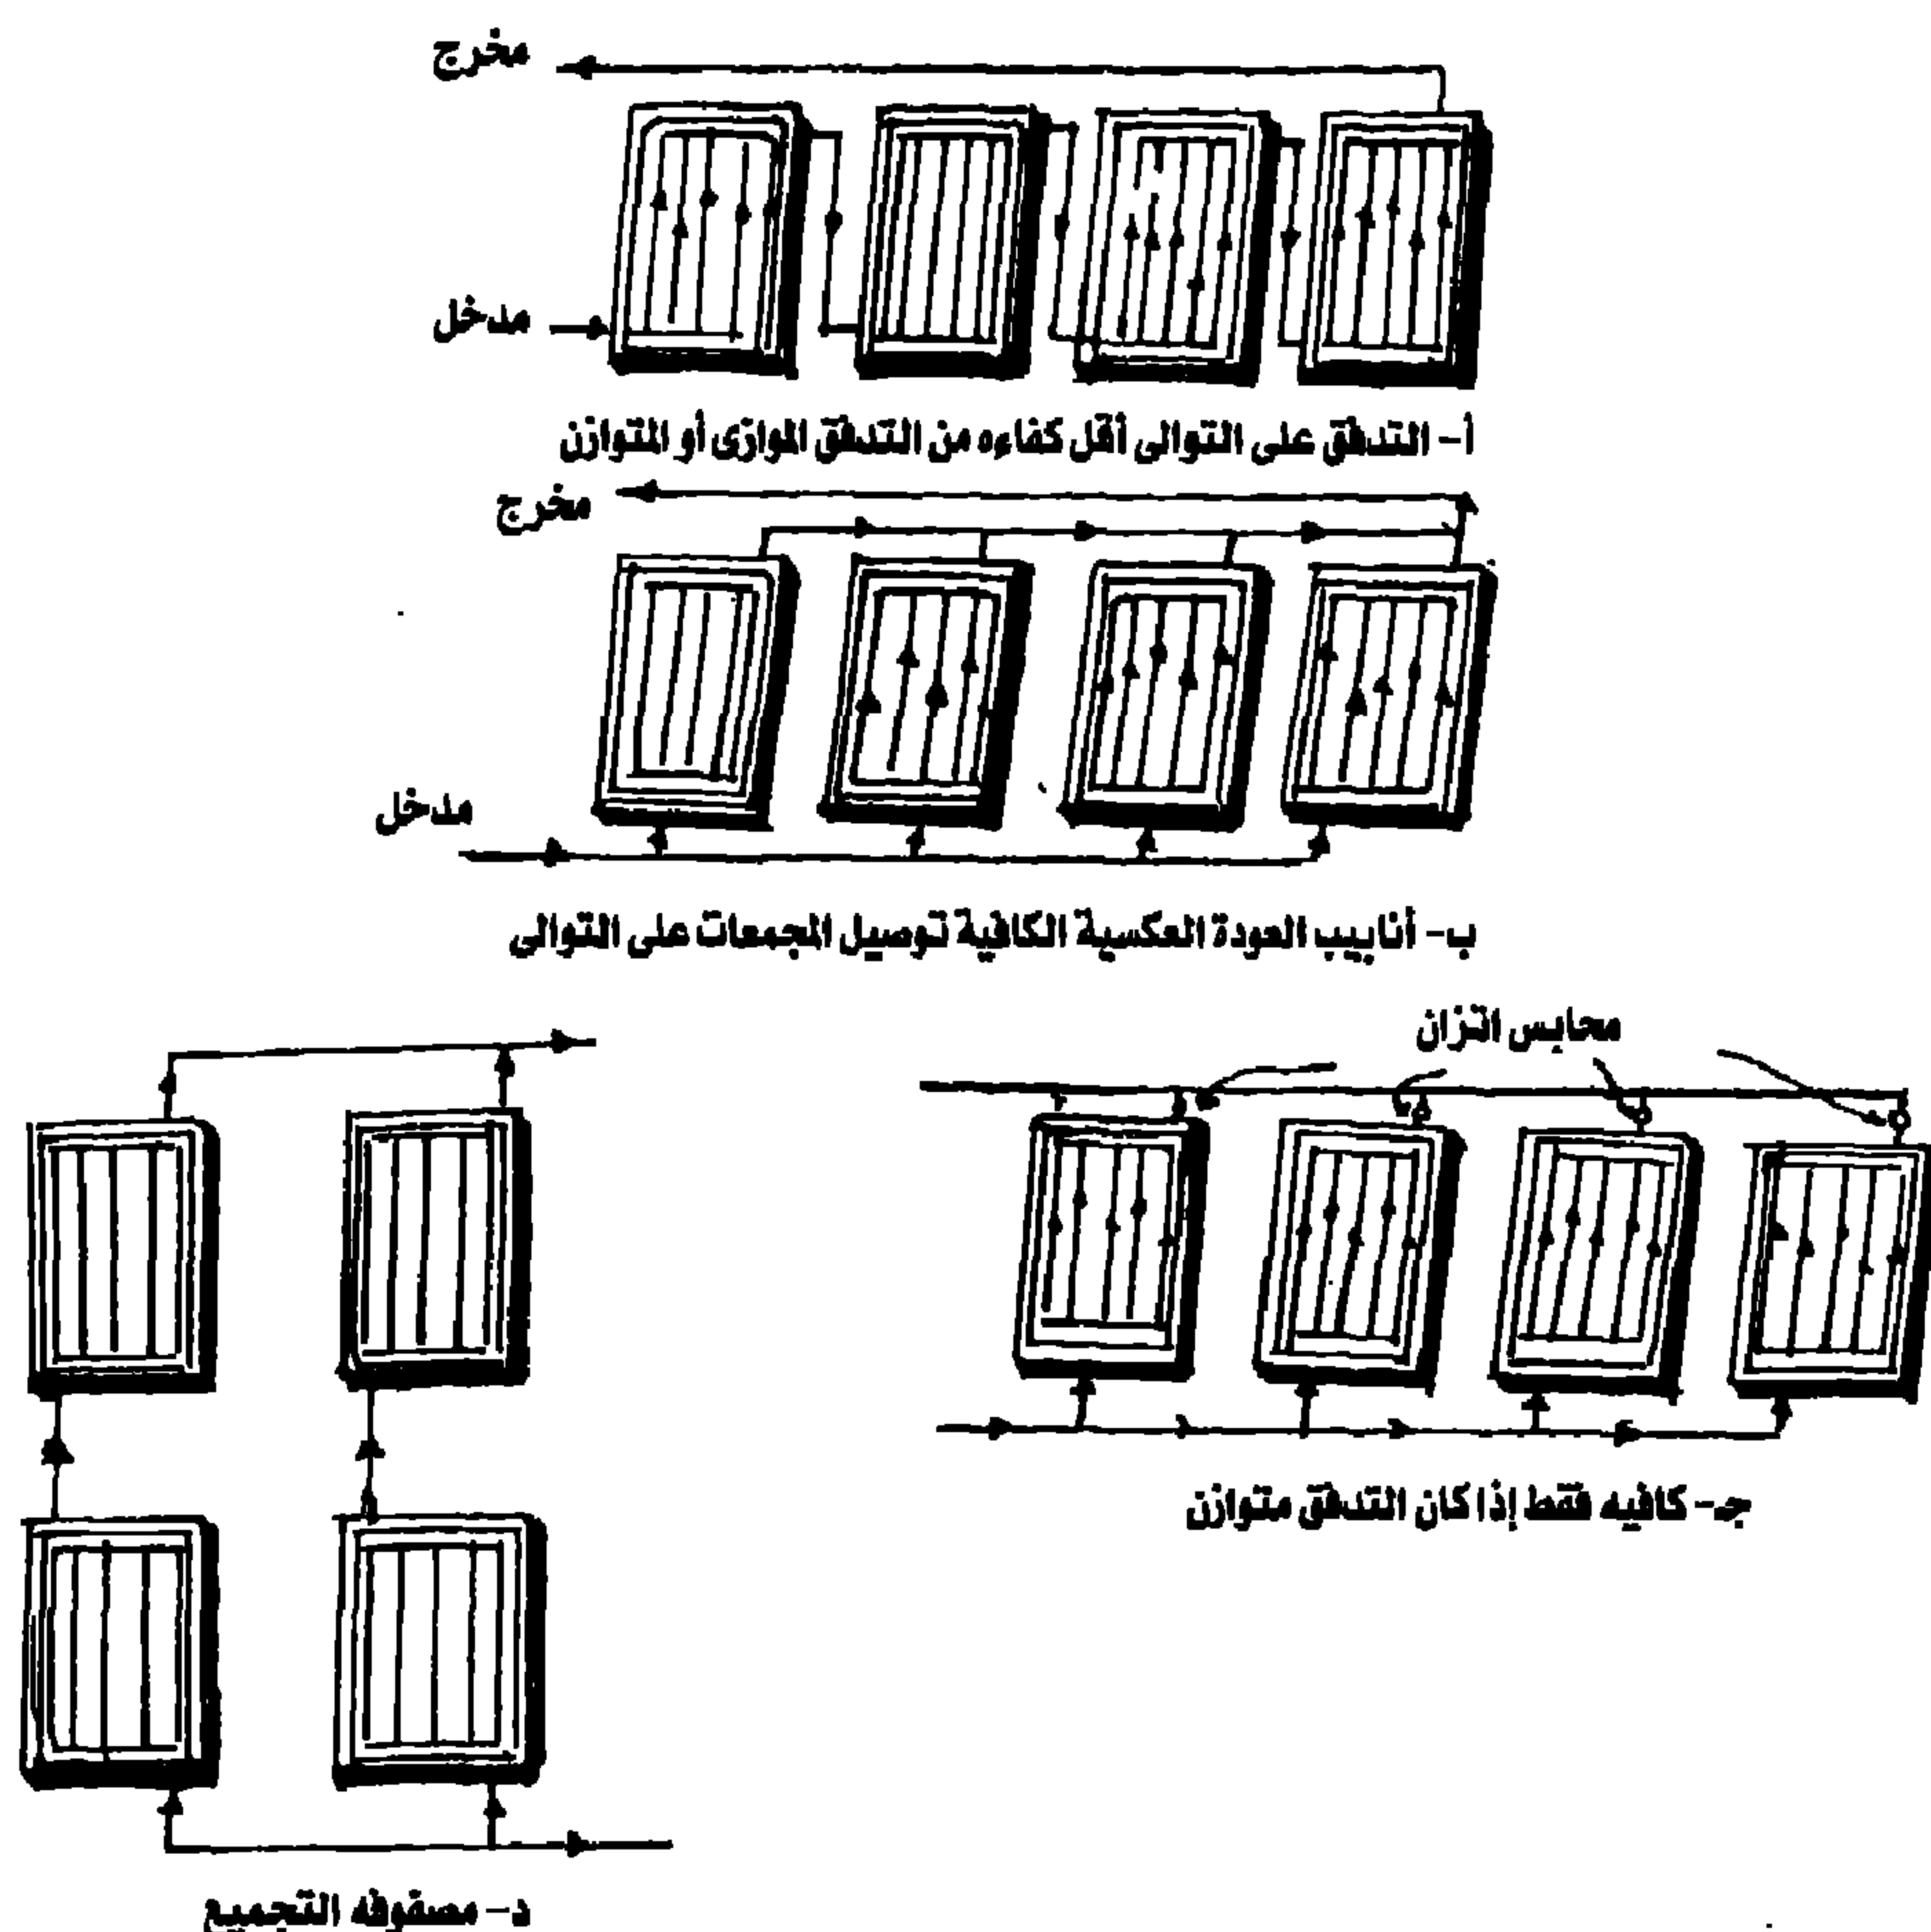 مخرج
مدخل
أ- التدفق على التوالى أقل كفاءه من التدفق الموازى أو المتوازن
مخرج
مدخل
ب- أنابيب العودة العكسية الكافية توصيل المجمعات على التوالى
محابس اتزان
جـ- كافيه فقط إذا كان التدفق متوازن
د- مصفوفه التجميع